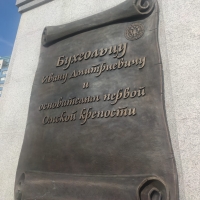 Бухгольцу
Ивану Дмитриевичу
и
основателям первой
Омской крепости